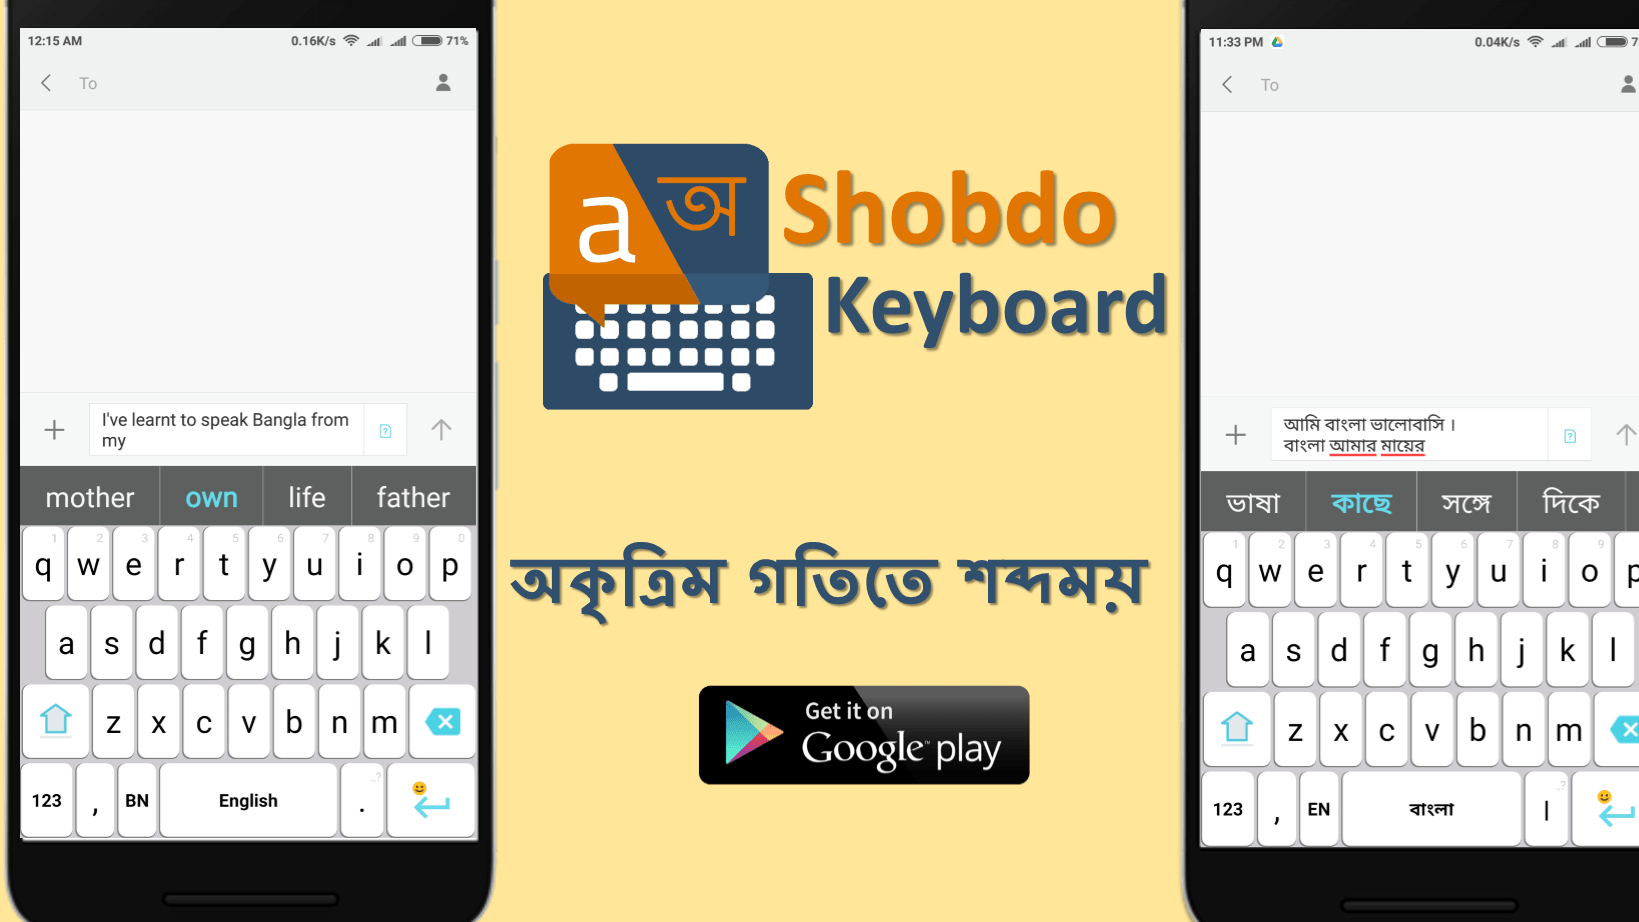 12:15 AM 0.16K/s 71%
To
I've learnt to speak Bangla from
my
mother own life father
1 2 3 4 5 6 7 8 9 0
q w e r t y u i o p
a s d f g h j k l
z x c v b n m
.,?
123 , BN English .
a অ
Shobdo
Keyboard
অকৃত্রিম গতিতে শব্দময়
Get it on
Google play
11:33 PM 0.04K/s 7
To
আমি বাংলা ভালোবাসি ।
বাংলা আমার মায়ের
ভাষা কাছে সঙ্গে দিকে
1 2 3 4 5 6 7 8 9
q w e r t y u i o p
a s d f g h j k l
z x c v b n m
.,?
123 , EN বাংলা ।